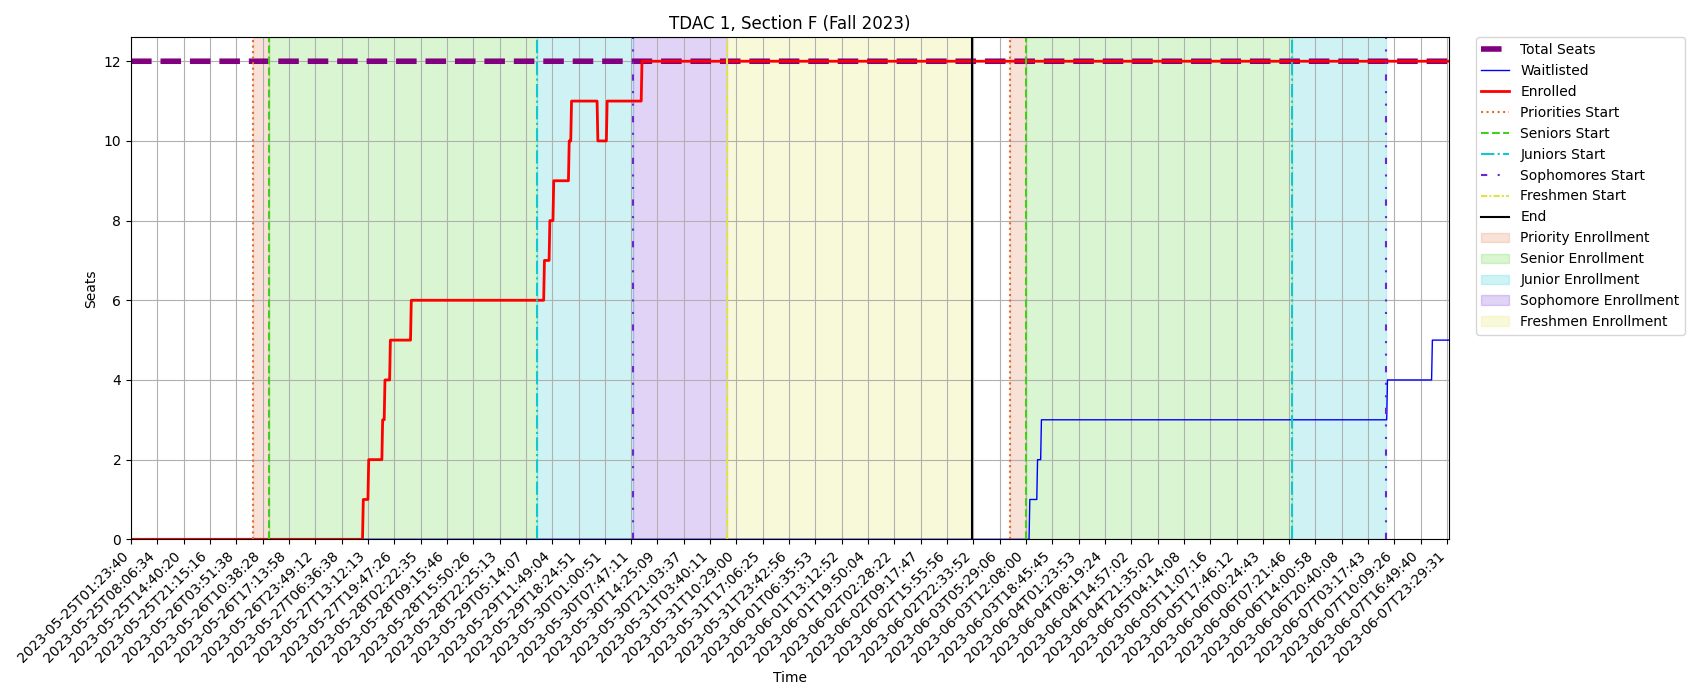 TDAC 1, Section F (Fall 2023)
Seats
12
10
8
6
4
2
0
2023-05-25T01:23:40
2023-05-25T08:06:34
2023-05-25T14:40:20
2023-05-25T21:15:16
2023-05-26T03:51:38
2023-05-26T10:38:28
2023-05-26T17:13:58
2023-05-26T23:49:12
2023-05-27T06:36:38
2023-05-27T13:12:13
2023-05-27T19:47:26
2023-05-28T02:22:35
2023-05-28T09:15:46
2023-05-28T15:50:26
2023-05-28T22:25:13
2023-05-29T05:14:07
2023-05-29T11:49:04
2023-05-29T18:24:51
2023-05-30T01:00:51
2023-05-30T07:47:11
2023-05-30T14:25:09
2023-05-30T21:03:37
2023-05-31T03:40:11
2023-05-31T10:29:00
2023-05-31T17:06:25
2023-05-31T23:42:56
2023-06-01T06:35:53
2023-06-01T13:12:52
2023-06-01T19:50:04
2023-06-02T02:28:22
2023-06-02T09:17:47
2023-06-02T15:55:56
2023-06-02T22:33:52
2023-06-03T05:29:06
2023-06-03T12:08:00
2023-06-03T18:45:45
2023-06-04T01:23:53
2023-06-04T08:19:24
2023-06-04T14:57:02
2023-06-04T21:35:02
2023-06-05T04:14:08
2023-06-05T11:07:16
2023-06-05T17:46:12
2023-06-06T00:24:43
2023-06-06T07:21:46
2023-06-06T14:00:58
2023-06-06T20:40:08
2023-06-07T03:17:43
2023-06-07T10:09:26
2023-06-07T16:49:40
2023-06-07T23:29:31
Time
Total Seats
Waitlisted
Enrolled
Priorities Start
Seniors Start
Juniors Start
Sophomores Start
Freshmen Start
End
Priority Enrollment
Senior Enrollment
Junior Enrollment
Sophomore Enrollment
Freshmen Enrollment